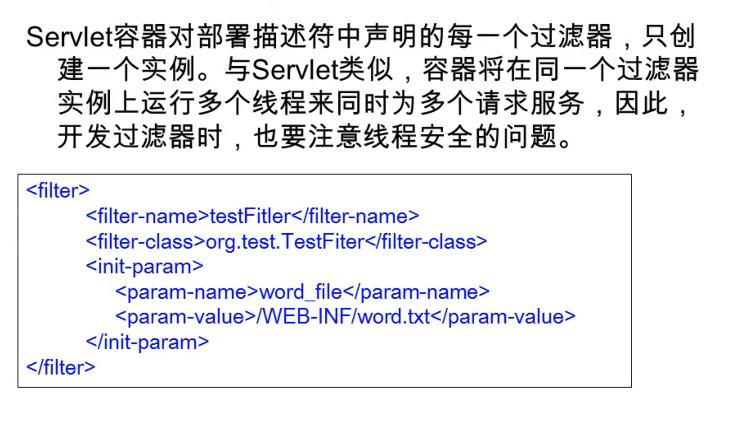 Servlet容器对部署描述符中声明的每一个过滤器，只创
建一个实例。与Servlet类似，容器将在同一个过滤器
实例上运行多个线程来同时为多个请求服务，因此，
开发过滤器时，也要注意线程安全的问题。
<filter>
<filter-name>testFitler</filter-name>
<filter-class>org.test.TestFiter</filter-class>
<init-param>
<param-name>word_file</param-name>
<param-value>/WEB-INF/word.txt</param-value>
</init-param>
</filter>